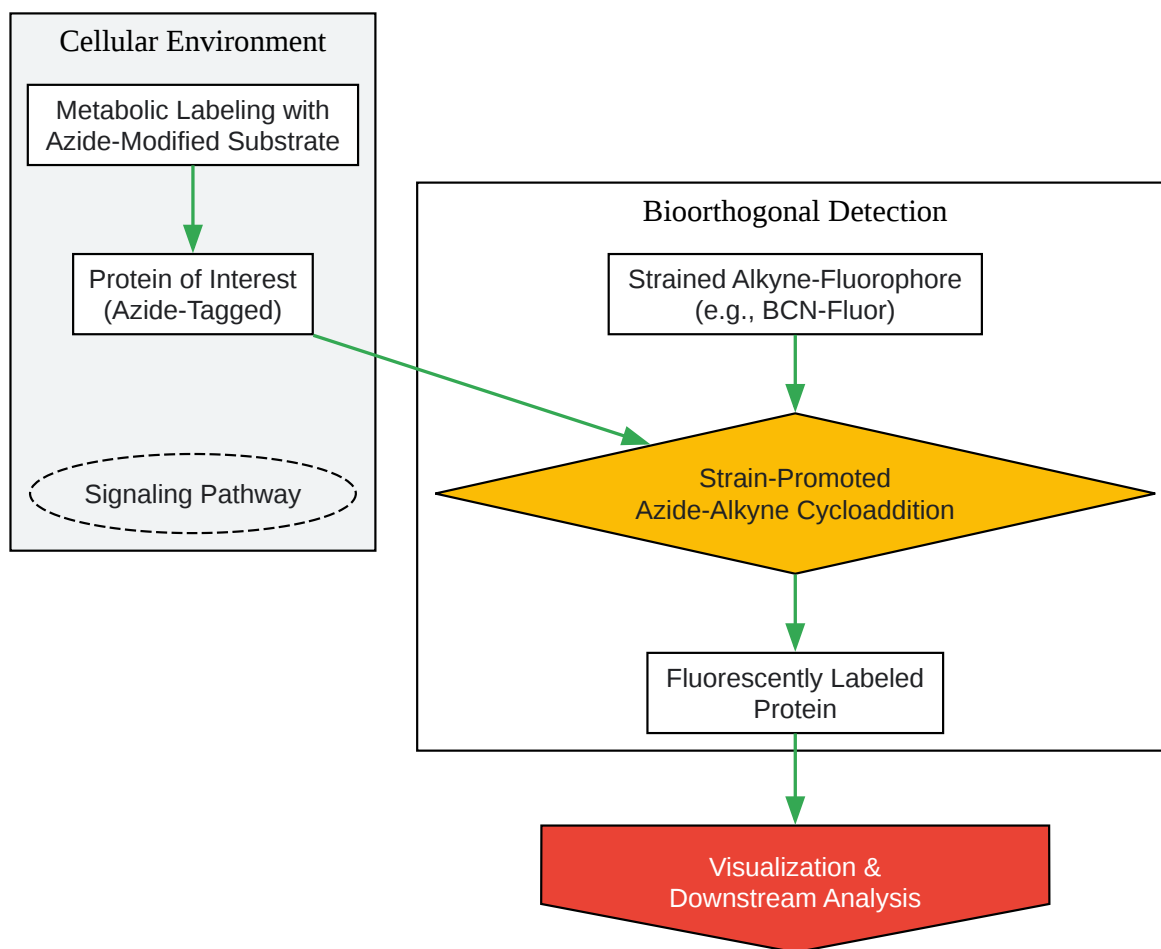 Cellular Environment
Metabolic Labeling with
Azide-Modified Substrate
Protein of Interest
(Azide-Tagged)
Signaling Pathway
Bioorthogonal Detection
Strained Alkyne-Fluorophore
(e.g., BCN-Fluor)
Strain-Promoted
Azide-Alkyne Cycloaddition
Fluorescently Labeled
Protein
Visualization &
Downstream Analysis